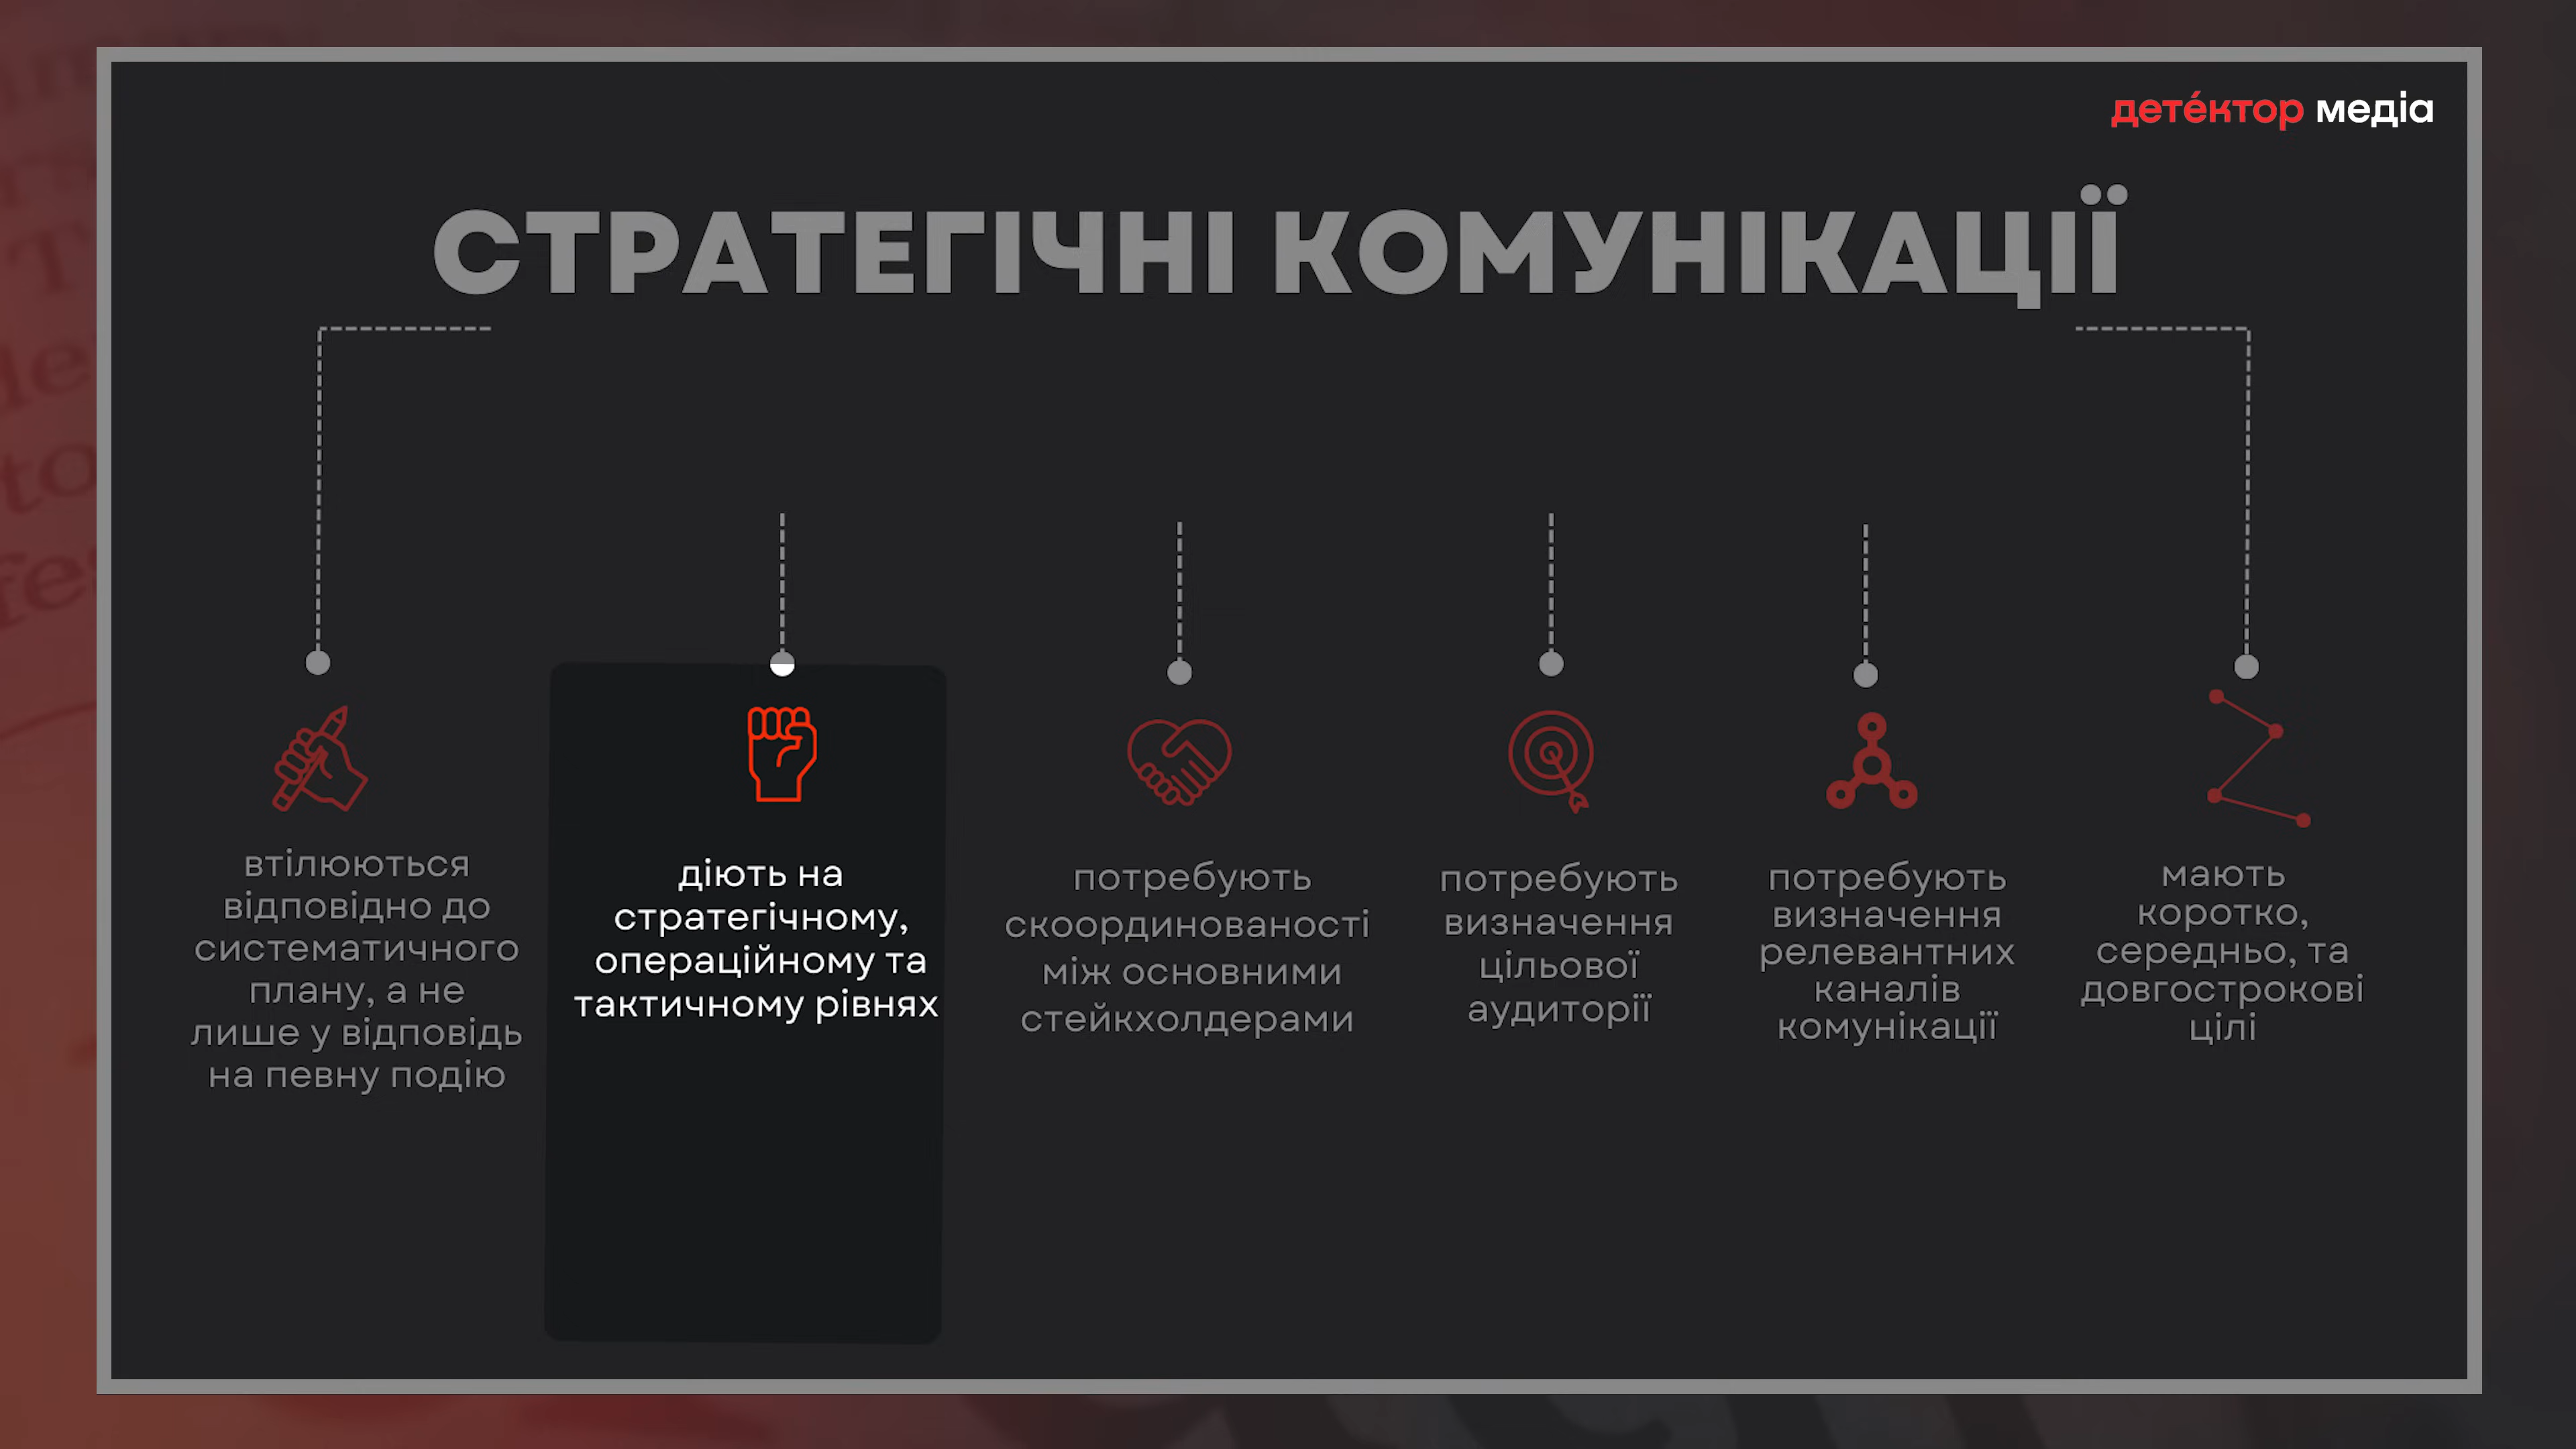 дете́ктор медіа
СТРАТЕГІЧНІ КОМУНІКАЦІЇ
втілюються
відповідно до
систематичного
плану, а не
лише у відповідь
на певну подію
діють на
стратегічному,
операційному та
тактичному рівнях
потребують
скоординованості
між основними
стейкхолдерами
потребують
визначення
цільової
аудиторії
потребують
визначення
релевантних
каналів
комунікації
мають
коротко,
середньо, та
довгострокові
цілі